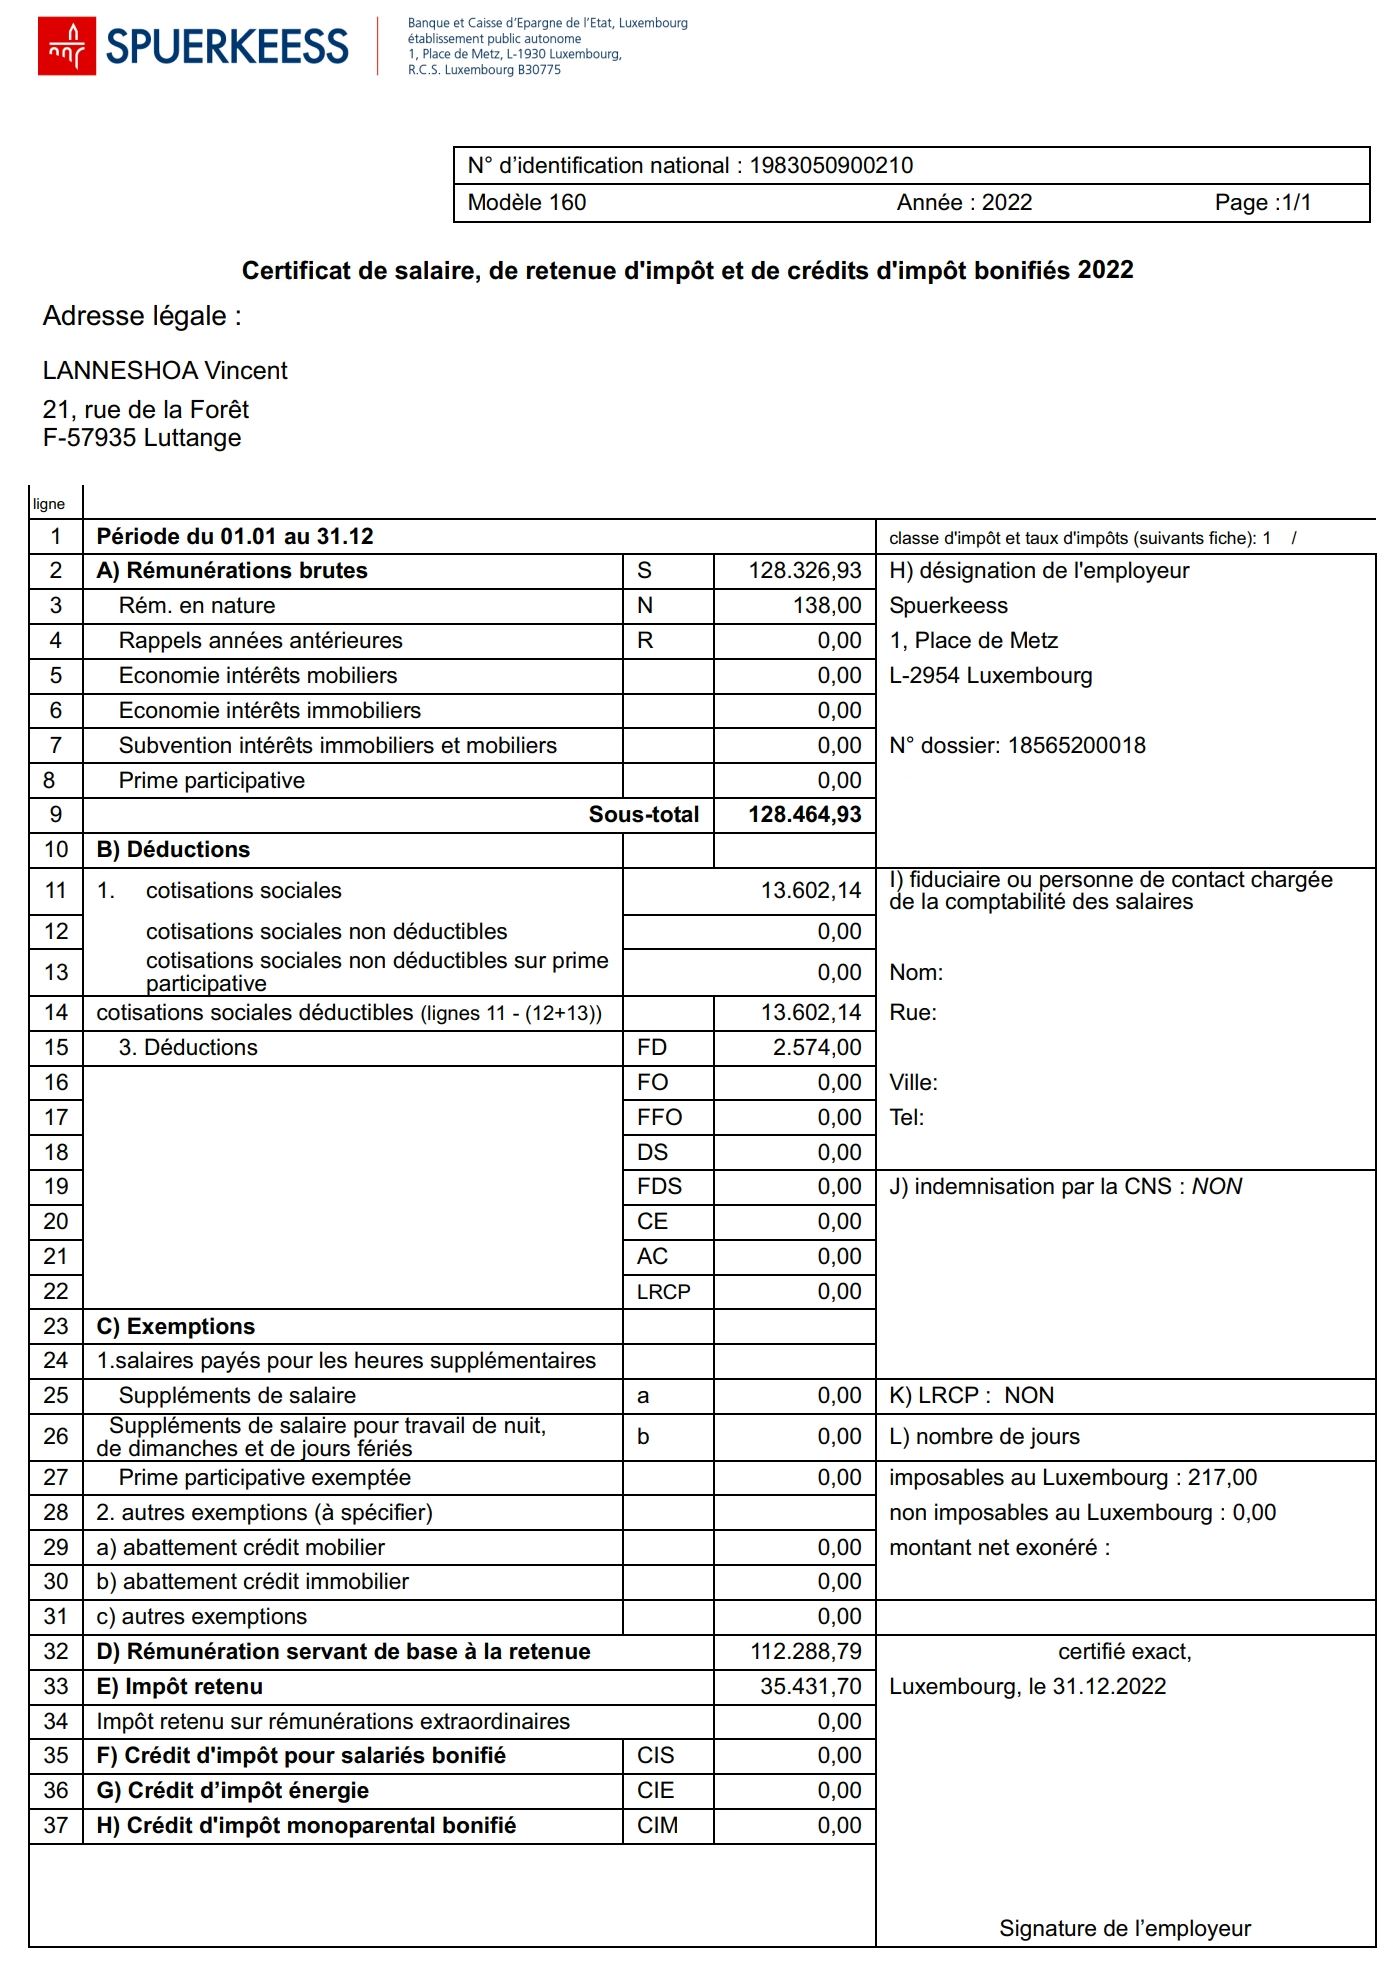 SPUERKEESS
Banque et Caisse d'Epargne de l'Etat, Luxembourg
établissement public autonome
1, Place de Metz, L-1930 Luxembourg,
R.C.S. Luxembourg B30775
N° d'identification national : 1983050900210
Modèle 160 Année : 2022 Page :1/1
Certificat de salaire, de retenue d'impôt et de crédits d'impôt bonifiés 2022
Adresse légale :
LANNESHOA Vincent
21, rue de la Forêt
F-57935 Luttange
ligne
1 Période du 01.01 au 31.12 classe d'impôt et taux d'impôts (suivants fiche): 1 /
2 A) Rémunérations brutes S 128.326,93 H) désignation de l'employeur
3 Rém. en nature N 138,00 Spuerkeess
4 Rappels années antérieures R 0,00 1, Place de Metz
5 Economie intérêts mobiliers 0,00 L-2954 Luxembourg
6 Economie intérêts immobiliers 0,00
7 Subvention intérêts immobiliers et mobiliers 0,00 N° dossier: 18565200018
8 Prime participative 0,00
9 Sous-total 128.464,93
10 B) Déductions
11 1. cotisations sociales 13.602,14 I) fiduciaire ou personne de contact chargée
de la comptabilité des salaires
12 cotisations sociales non déductibles 0,00
13 cotisations sociales non déductibles sur prime
participative 0,00 Nom:
14 cotisations sociales déductibles (lignes 11 - (12+13)) 13.602,14 Rue:
15 3. Déductions FD 2.574,00
16 FO 0,00 Ville:
17 FFO 0,00 Tel:
18 DS 0,00
19 FDS 0,00 J) indemnisation par la CNS : NON
20 CE 0,00
21 AC 0,00
22 LRCP 0,00
23 C) Exemptions
24 1.salaires payés pour les heures supplémentaires
25 Suppléments de salaire a 0,00 K) LRCP : NON
26 Suppléments de salaire pour travail de nuit,
de dimanches et de jours fériés b 0,00 L) nombre de jours
27 Prime participative exemptée 0,00 imposables au Luxembourg : 217,00
28 2. autres exemptions (à spécifier) non imposables au Luxembourg : 0,00
29 a) abattement crédit mobilier 0,00 montant net exonéré :
30 b) abattement crédit immobilier 0,00
31 c) autres exemptions 0,00
32 D) Rémunération servant de base à la retenue 112.288,79 certifié exact,
33 E) Impôt retenu 35.431,70 Luxembourg, le 31.12.2022
34 Impôt retenu sur rémunérations extraordinaires 0,00
35 F) Crédit d'impôt pour salariés bonifié CIS 0,00
36 G) Crédit d'impôt énergie CIE 0,00
37 H) Crédit d'impôt monoparental bonifié CIM 0,00
Signature de l'employeur